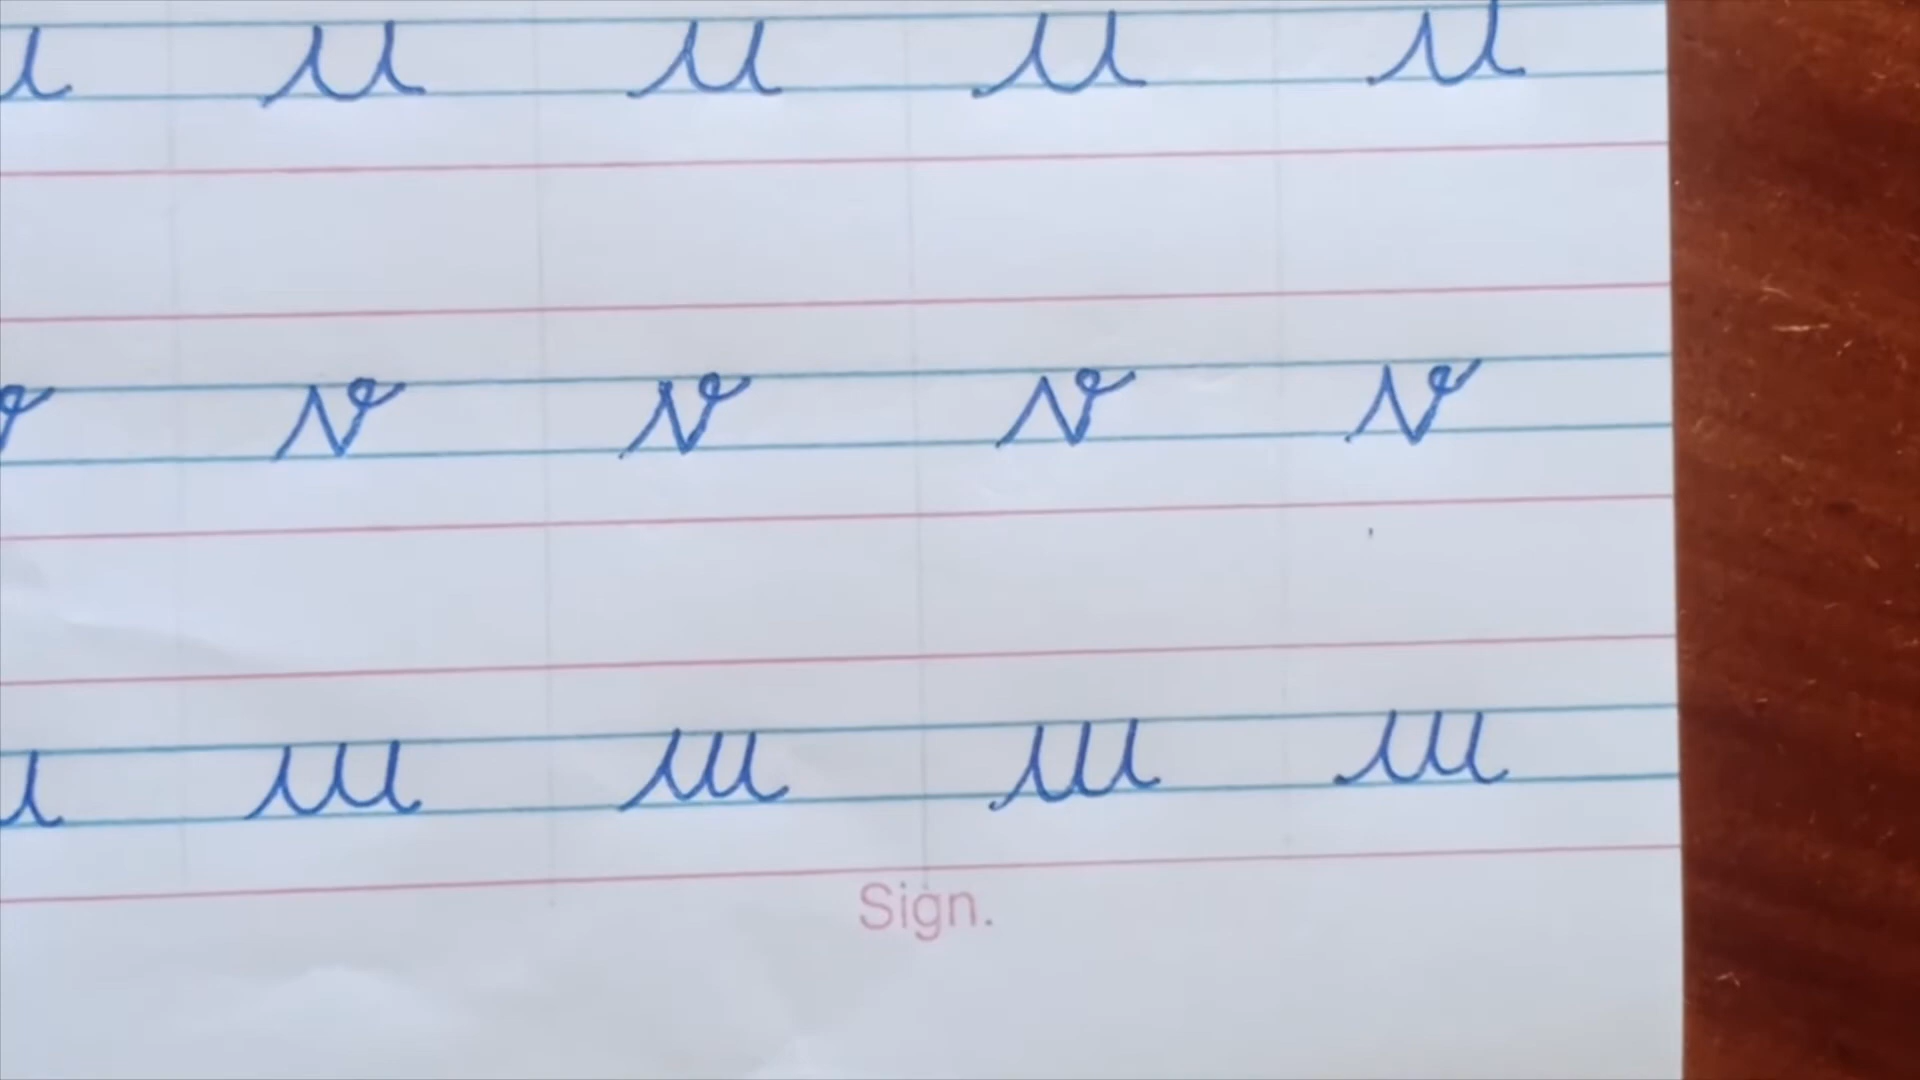 u u u u
v v v v
w w w w
Sign.